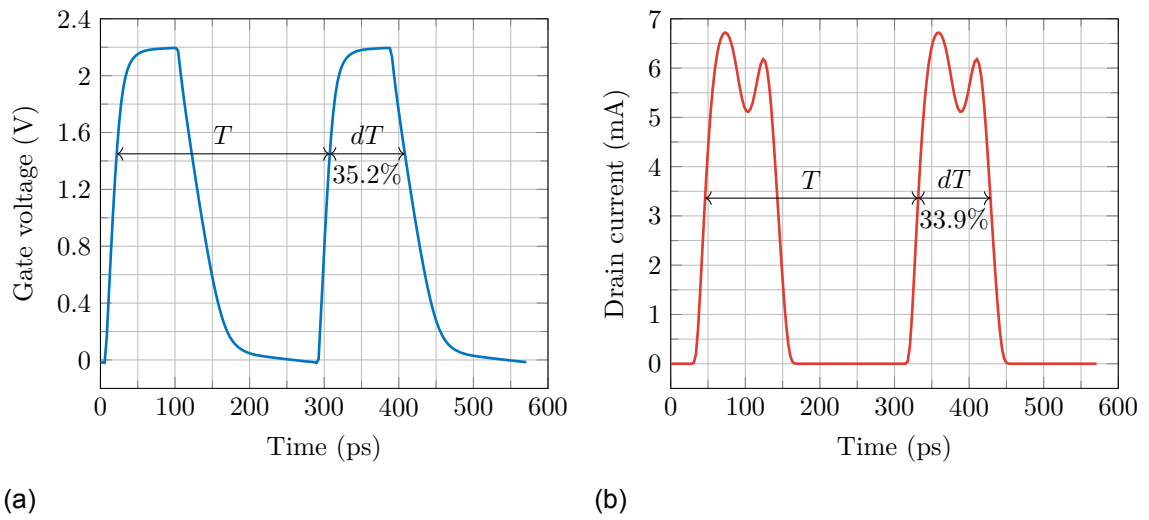 2.4
2
1.6
1.2
0.8
0.4
0
Gate voltage (V)
T
dT
35.2%
0 100 200 300 400 500 600
Time (ps)
(a)
7
6
5
4
3
2
1
0
Drain current (mA)
T
dT
33.9%
0 100 200 300 400 500 600
Time (ps)
(b)